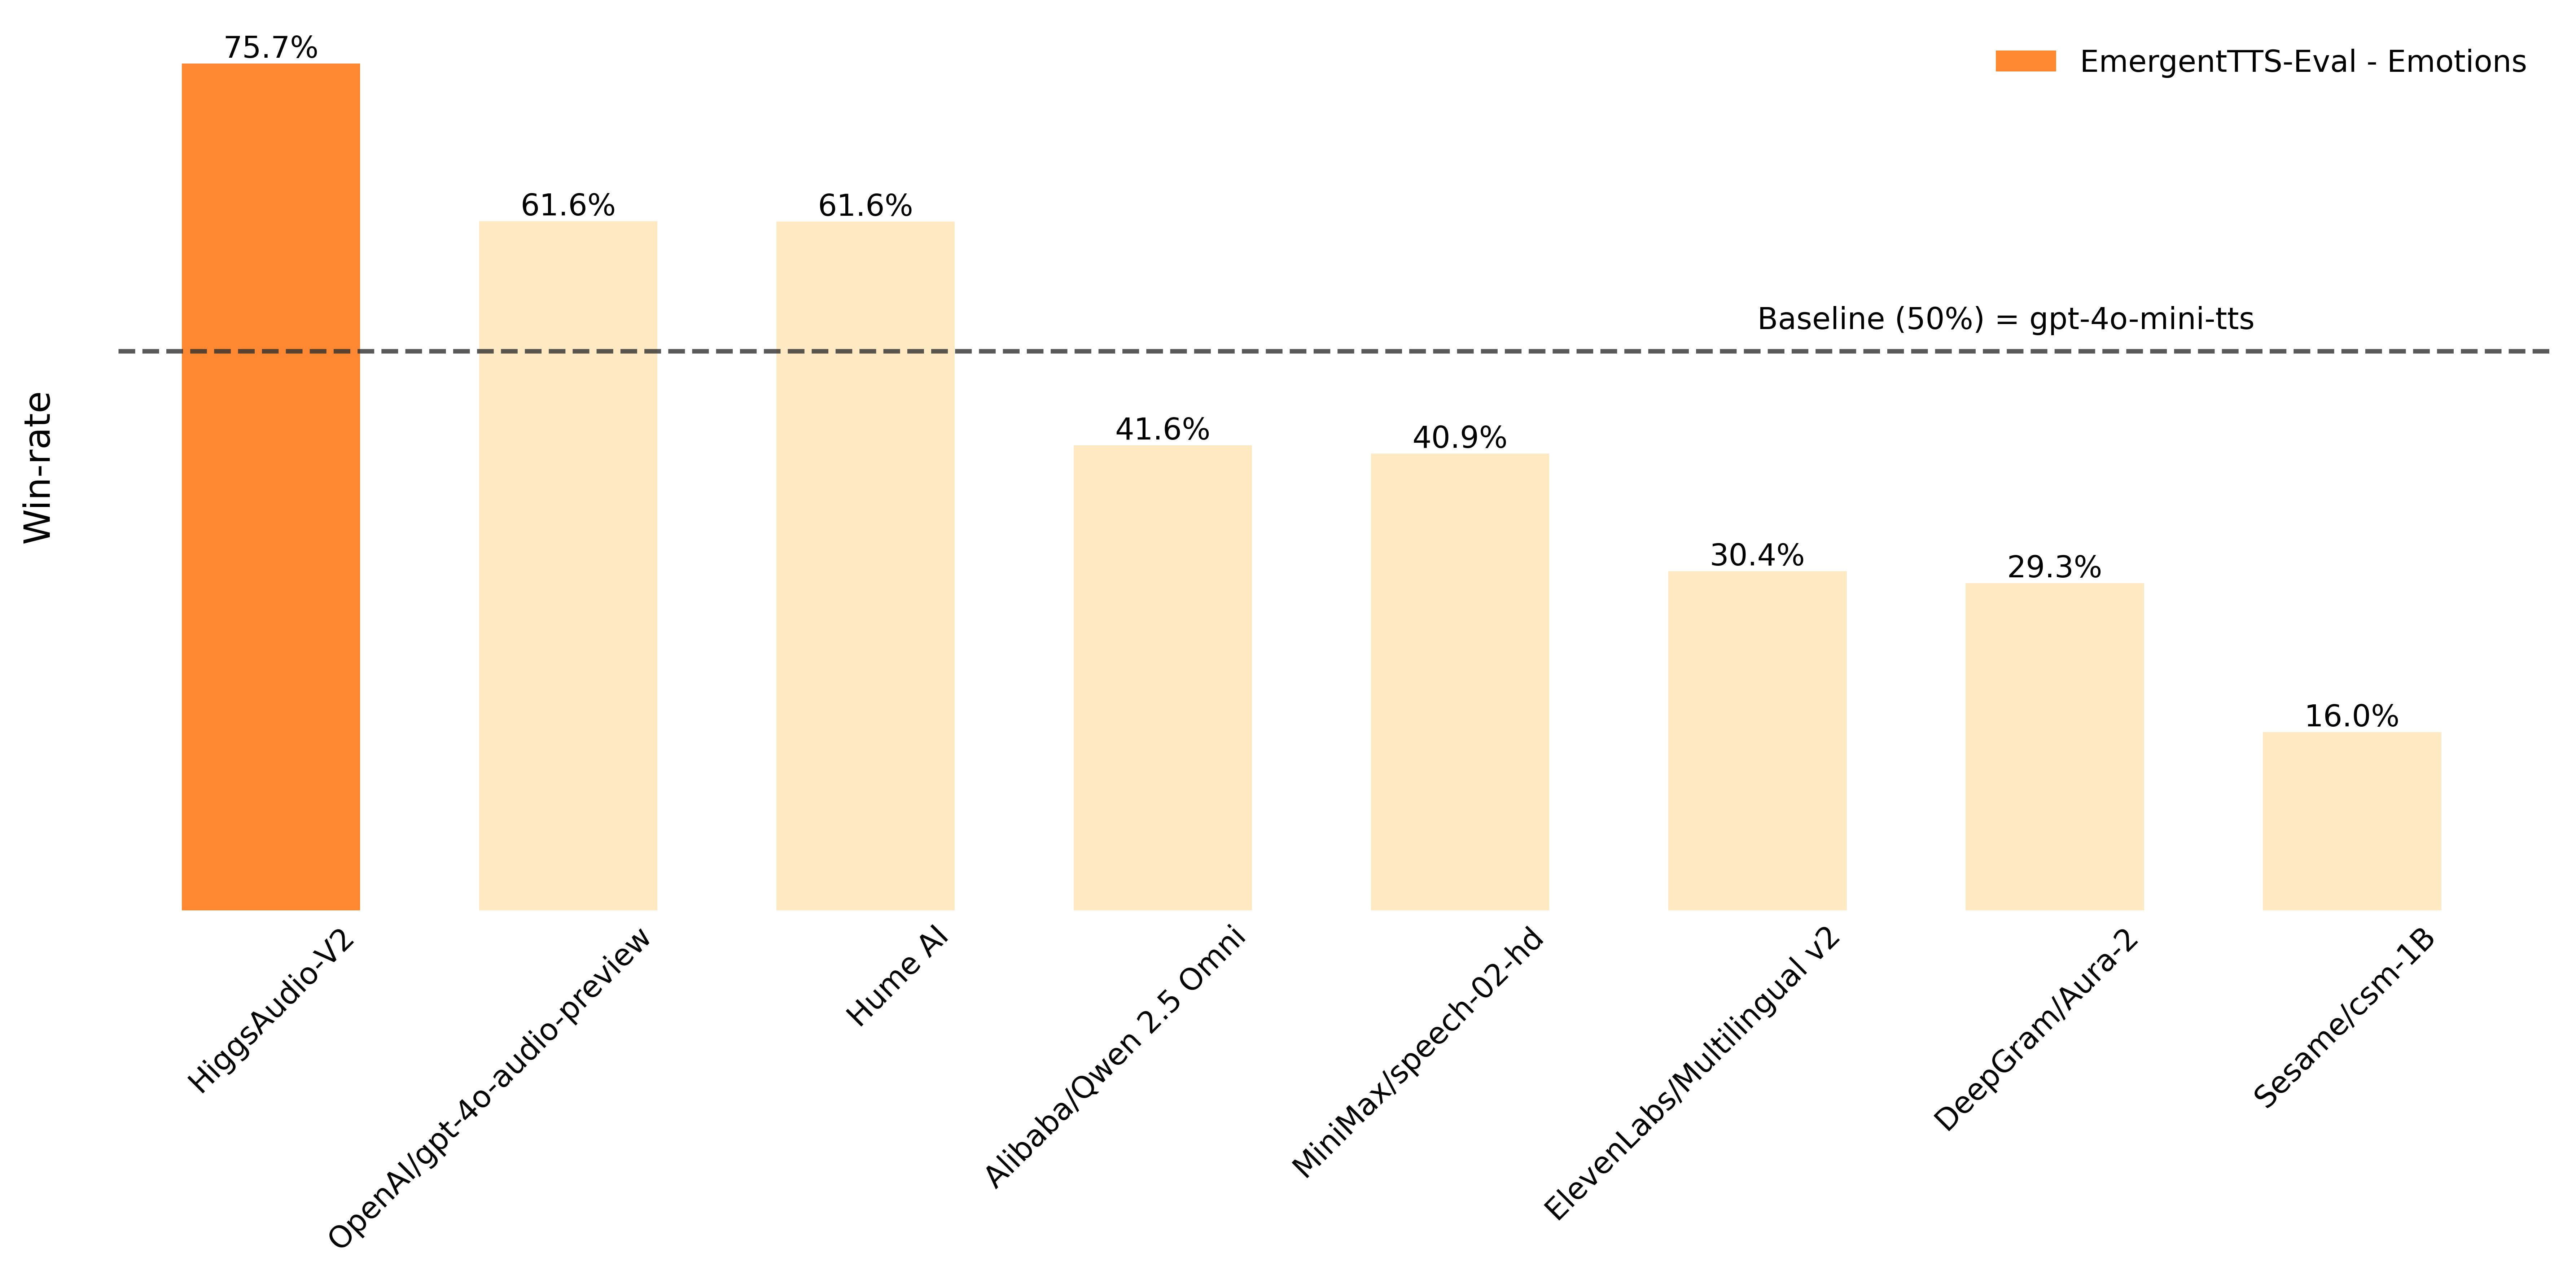 75.7%
EmergentTTS-Eval - Emotions
61.6%
61.6%
Baseline (50%) = gpt-4o-mini-tts
Win-rate
41.6%
40.9%
30.4%
29.3%
16.0%
HiggsAudio-V2
OpenAI/gpt-4o-audio-preview
Hume AI
Alibaba/Qwen 2.5 Omni
MiniMax/speech-02-hd
ElevenLabs/Multilingual v2
DeepGram/Aura-2
Sesame/csm-1B